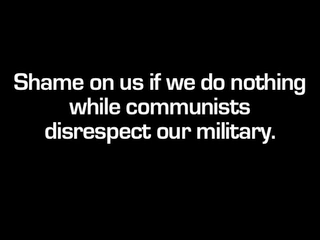 Shame on us if we do nothing
while communists
disrespect our military.